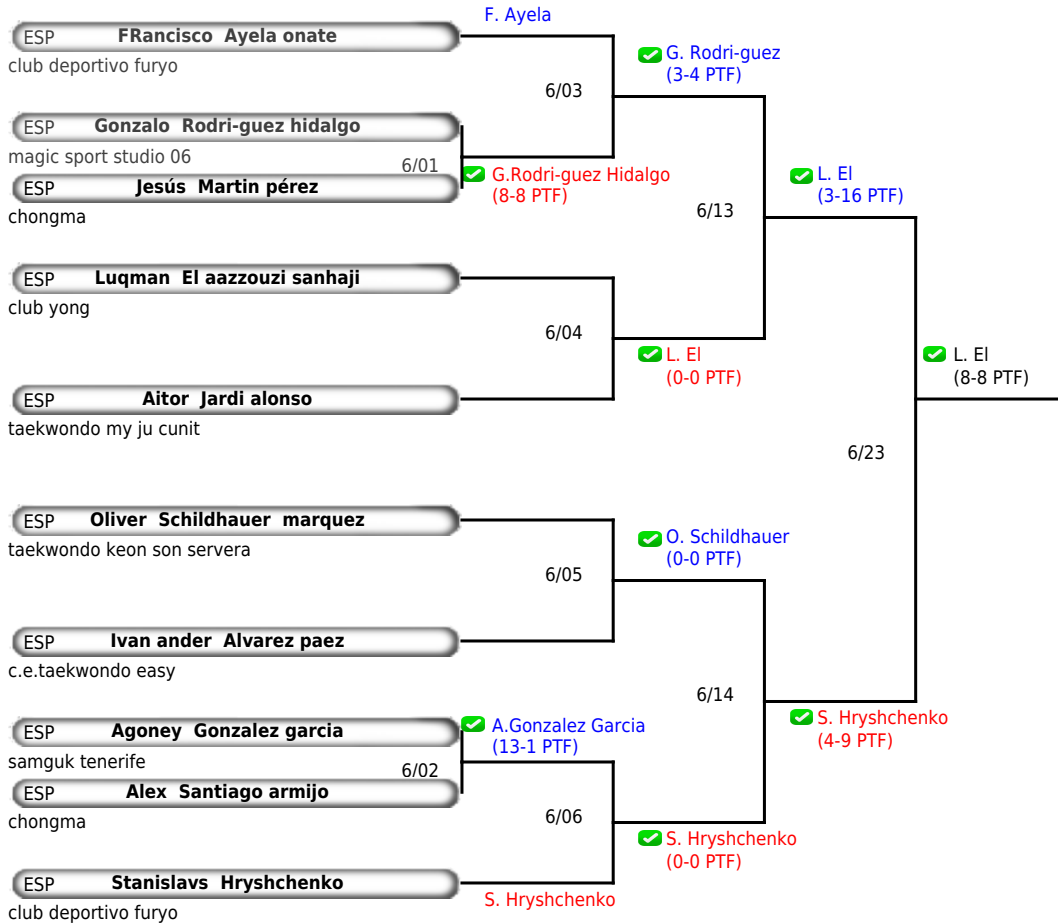 F. Ayela
ESP FRancisco Ayela onate
club deportivo furyo
6/03
G. Rodri-guez
(3-4 PTF)
ESP Gonzalo Rodri-guez hidalgo
magic sport studio 06
6/01
ESP Jesús Martin pérez
chongma
G.Rodri-guez Hidalgo
(8-8 PTF)
6/13
L. El
(3-16 PTF)
ESP Luqman El aazzouzi sanhaji
club yong
6/04
L. El
(0-0 PTF)
L. El
(8-8 PTF)
ESP Aitor Jardi alonso
taekwondo my ju cunit
6/23
ESP Oliver Schildhauer marquez
taekwondo keon son servera
O. Schildhauer
(0-0 PTF)
6/05
ESP Ivan ander Alvarez paez
c.e.taekwondo easy
6/14
S. Hryshchenko
(4-9 PTF)
ESP Agoney Gonzalez garcia
samguk tenerife
A.Gonzalez Garcia
(13-1 PTF)
6/02
ESP Alex Santiago armijo
chongma
6/06
S. Hryshchenko
(0-0 PTF)
ESP Stanislavs Hryshchenko
club deportivo furyo
S. Hryshchenko